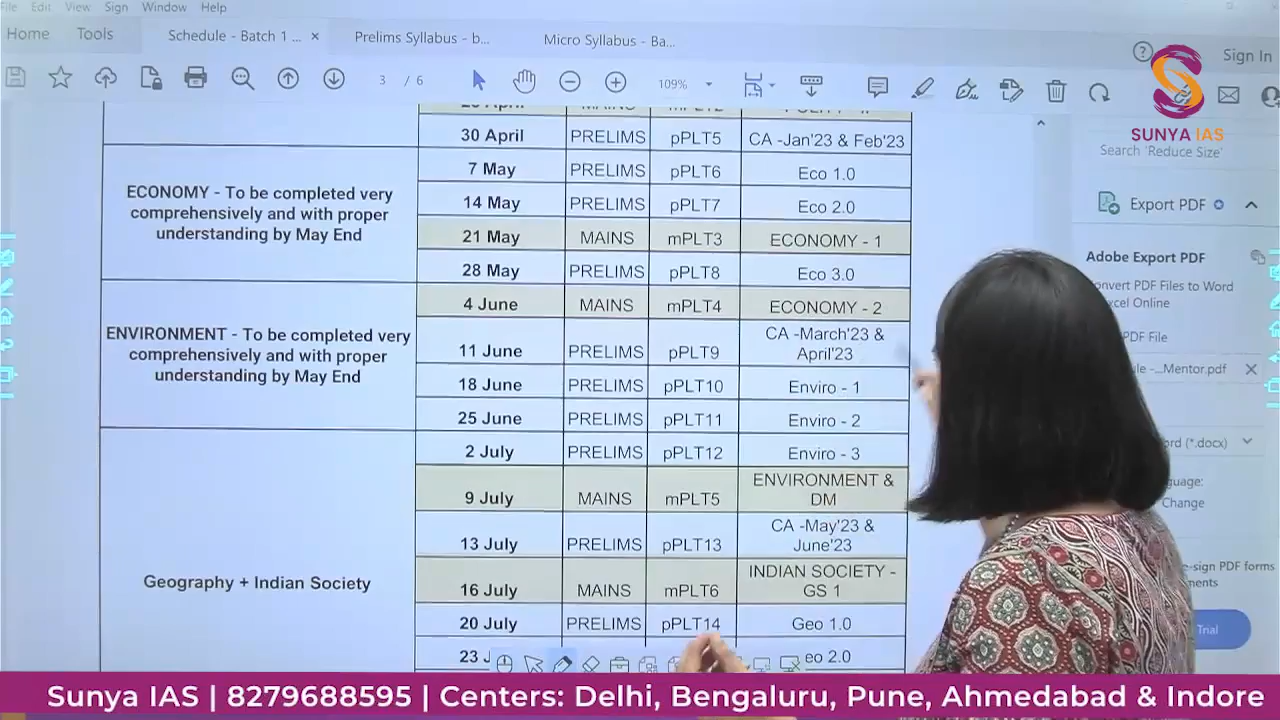 File Edit View Sign Window Help
Home Tools Schedule - Batch 1 ... × Prelims Syllabus - b... Micro Syllabus - Ba...
Sign In
3 / 6 109%
SUNYA IAS
Search 'Reduce Size'
30 April PRELIMS pPLT5 CA -Jan'23 & Feb'23
ECONOMY - To be completed very
comprehensively and with proper
understanding by May End
7 May PRELIMS pPLT6 Eco 1.0
14 May PRELIMS pPLT7 Eco 2.0
21 May MAINS mPLT3 ECONOMY - 1
28 May PRELIMS pPLT8 Eco 3.0
ENVIRONMENT - To be completed very
comprehensively and with proper
understanding by May End
4 June MAINS mPLT4 ECONOMY - 2
11 June PRELIMS pPLT9 CA -March'23 &
April'23
18 June PRELIMS pPLT10 Enviro - 1
25 June PRELIMS pPLT11 Enviro - 2
Geography + Indian Society
2 July PRELIMS pPLT12 Enviro - 3
9 July MAINS mPLT5 ENVIRONMENT &
DM
13 July PRELIMS pPLT13 CA -May'23 &
June'23
16 July MAINS mPLT6 INDIAN SOCIETY -
GS 1
20 July PRELIMS pPLT14 Geo 1.0
23 eo 2.0
Export PDF
Adobe Export PDF
Convert PDF Files to Word
Excel Online
PDF File
...Mentor.pdf ×
(*.docx)
Change
e-sign PDF forms
Trial
Sunya IAS | 8279688595 | Centers: Delhi, Bengaluru, Pune, Ahmedabad & Indore